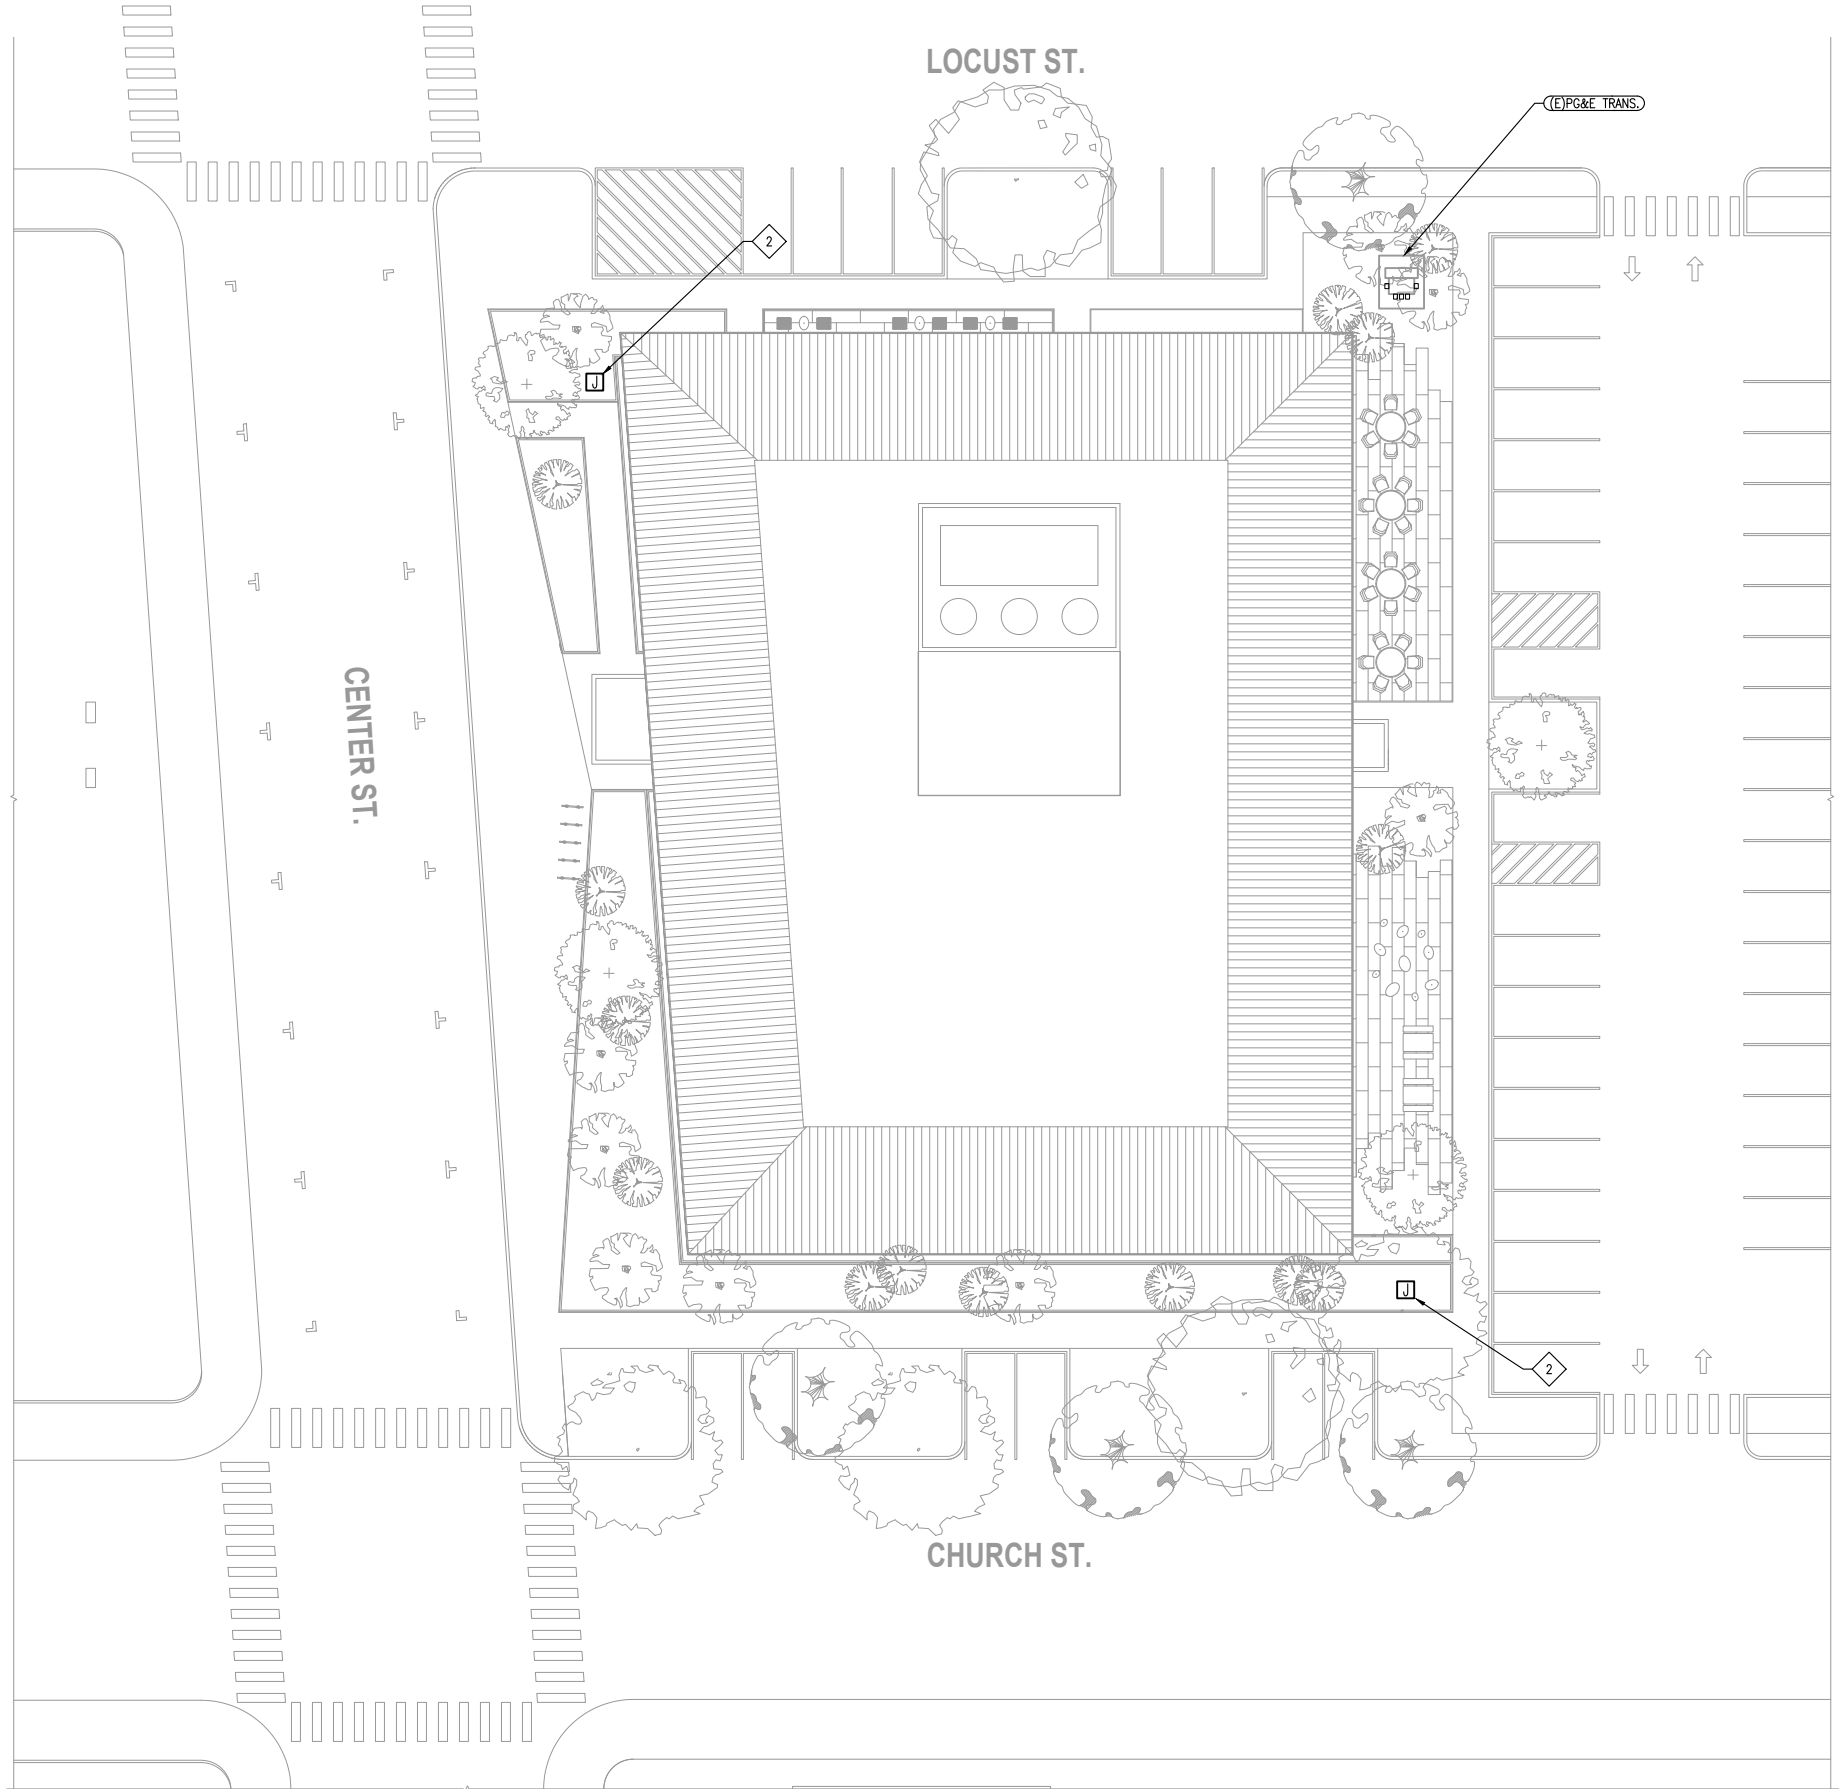 LOCUST ST.
(E)PG&E TRANS.
2
J
CENTER ST.
J
2
CHURCH ST.